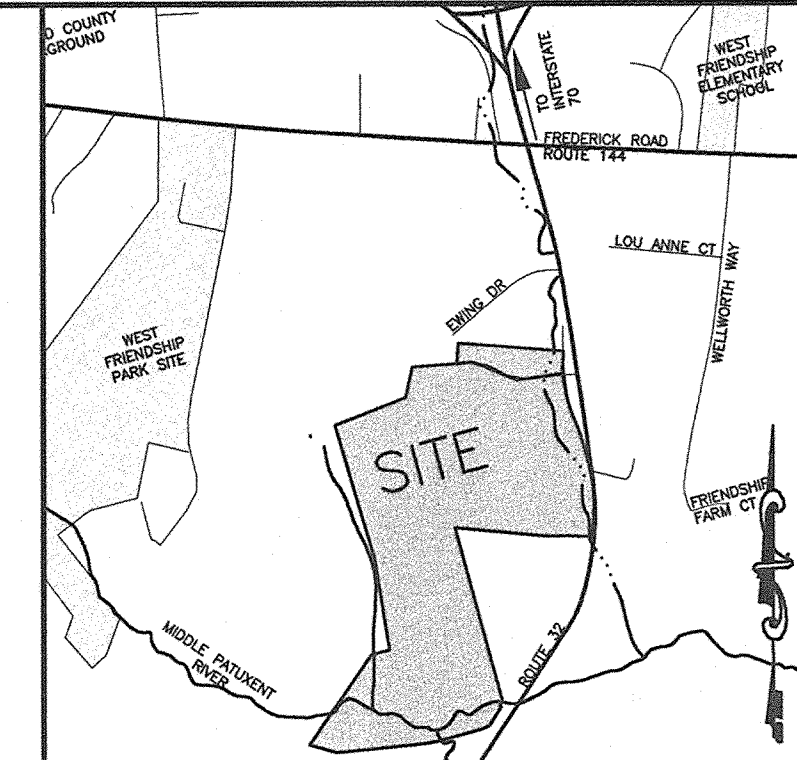 COUNTY
WEST
FRIENDSHIP
ELEMENTARY
SCHOOL
TO
INTERSTATE
70
FREDERICK ROAD
ROUTE 144
LOU ANNE CT
WELLWORTH WAY
EWING DR
WEST
FRIENDSHIP
PARK SITE
SITE
FRIENDSHIP
FARM CT
MIDDLE PATUXENT
RIVER
ROUTE 32